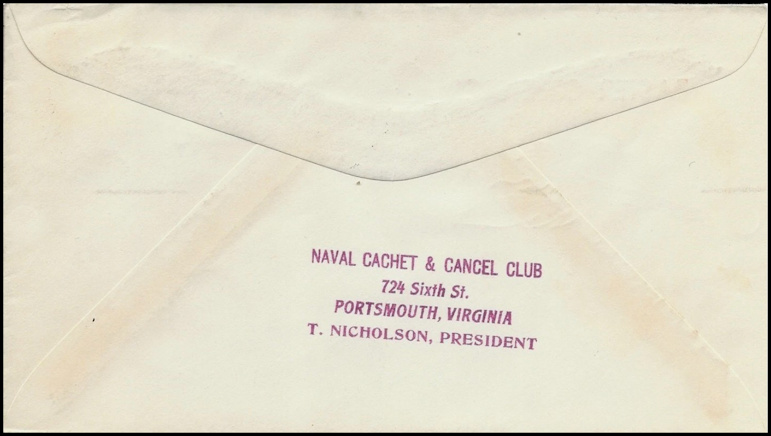 NAVAL CACHET & CANCEL CLUB
724 Sixth St.
PORTSMOUTH, VIRGINIA
T. NICHOLSON, PRESIDENT